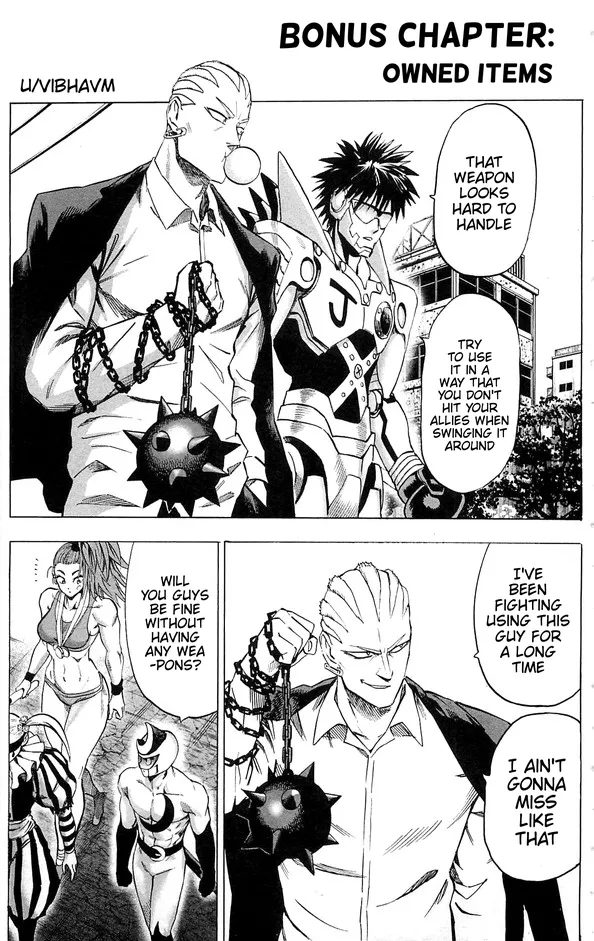 BONUS CHAPTER:
OWNED ITEMS
U/VIBHAVM
THAT
WEAPON
LOOKS
HARD TO
HANDLE
TRY
TO USE
IT IN A
WAY THAT
YOU DON'T
HIT YOUR
ALLIES WHEN
SWINGING IT
AROUND
J
I'VE
BEEN
FIGHTING
USING THIS
GUY FOR
A LONG
TIME
I AIN'T
GONNA
MISS
LIKE
THAT
WILL
YOU GUYS
BE FINE
WITHOUT
HAVING
ANY WEA
-PONS?